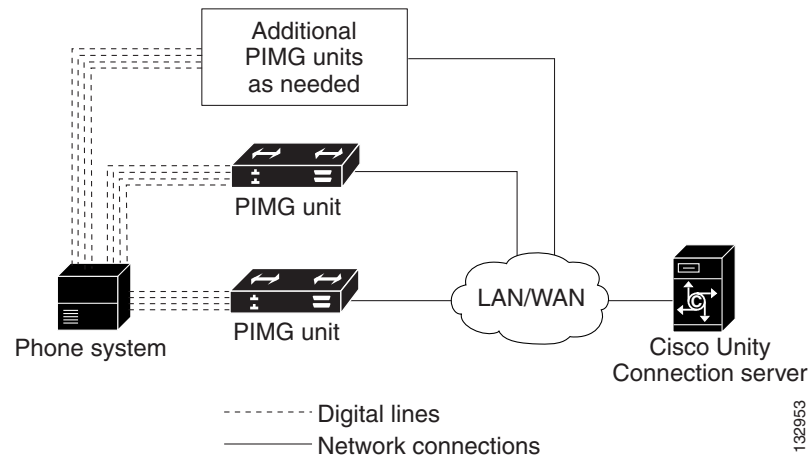 Additional
PIMG units
as needed
PIMG unit
PIMG unit
LAN/WAN
Phone system
Cisco Unity
Connection server
Digital lines
Network connections
132953